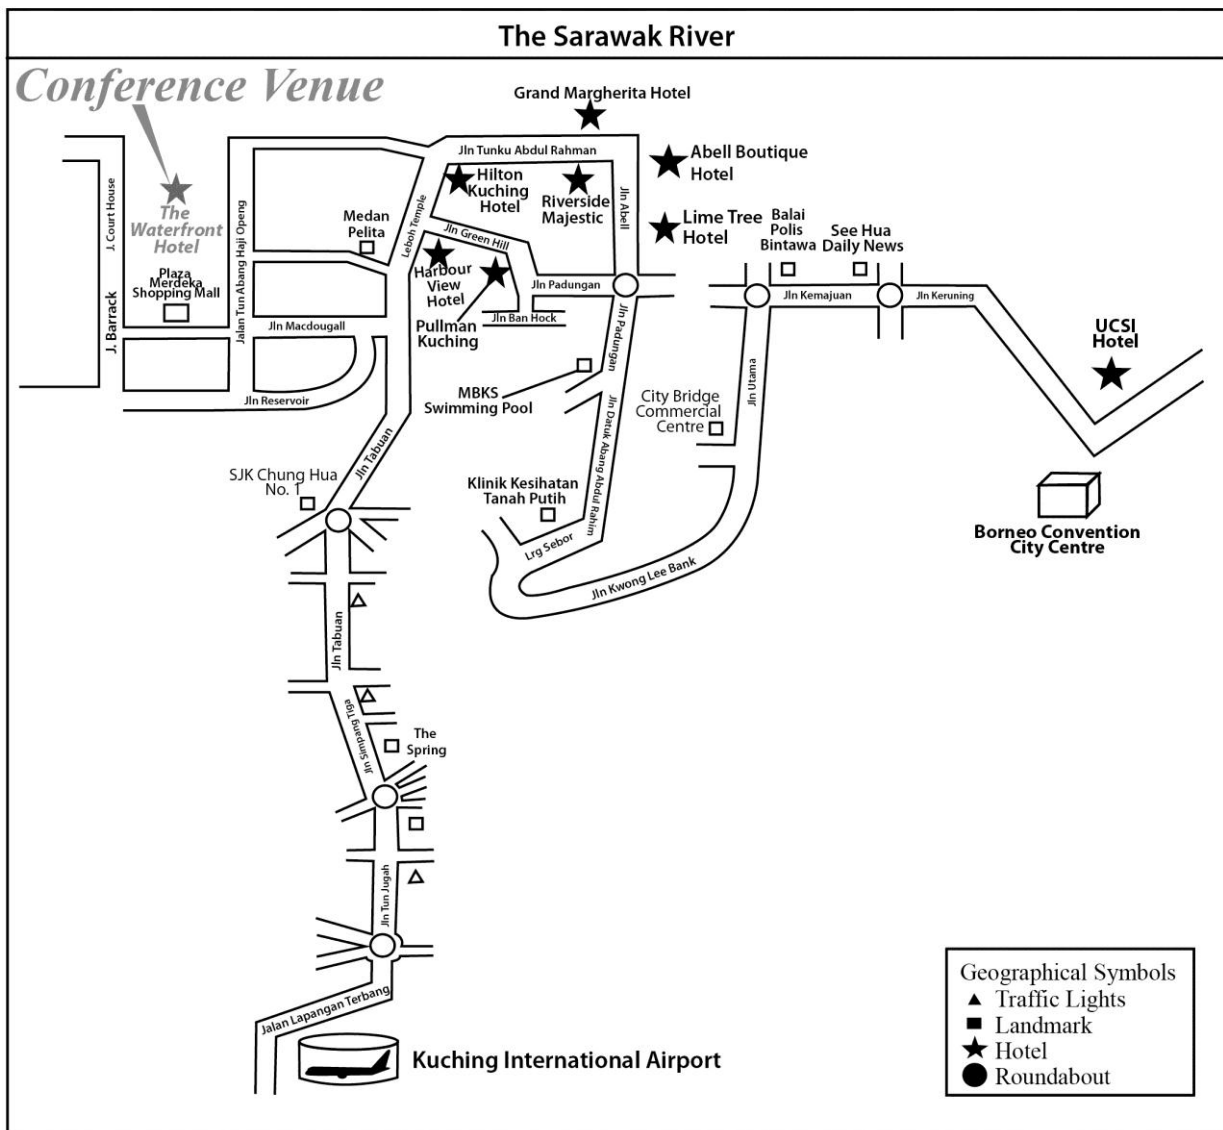 The Sarawak River
Conference Venue
Grand Margherita Hotel
Jln Tunku Abdul Rahman
Abell Boutique
Hotel
J. Court House
The
Waterfront
Hotel
Jalan Tun Abang Haji Openg
Medan
Pelita
Leboh Temple
Hilton
Kuching
Hotel
Riverside
Majestic
Jln Abell
Lime Tree
Hotel
Balai
Polis
Bintawa
See Hua
Daily News
Jln Green Hill
Plaza
Merdeka
Shopping Mall
Harbour
View
Hotel
Jln Padungan
Jln Kemajuan
Jln Keruning
J. Barrack
Jln Macdougall
Pullman
Kuching
Jln Ban Hock
Jln Padungan
UCSI
Hotel
Jln Reservoir
MBKS
Swimming Pool
City Bridge
Commercial
Centre
Jln Utama
Jln Tabuan
Jln Datuk Abang Abdul Rahim
SJK Chung Hua
No. 1
Klinik Kesihatan
Tanah Putih
Lrg Sebor
Jln Kwong Lee Bank
Borneo Convention
City Centre
Jln Tabuan
Jln Simpang Tiga
The
Spring
Jln Tun Jugah
Jalan Lapangan Terbang
Kuching International Airport
Geographical Symbols
Traffic Lights
Landmark
Hotel
Roundabout